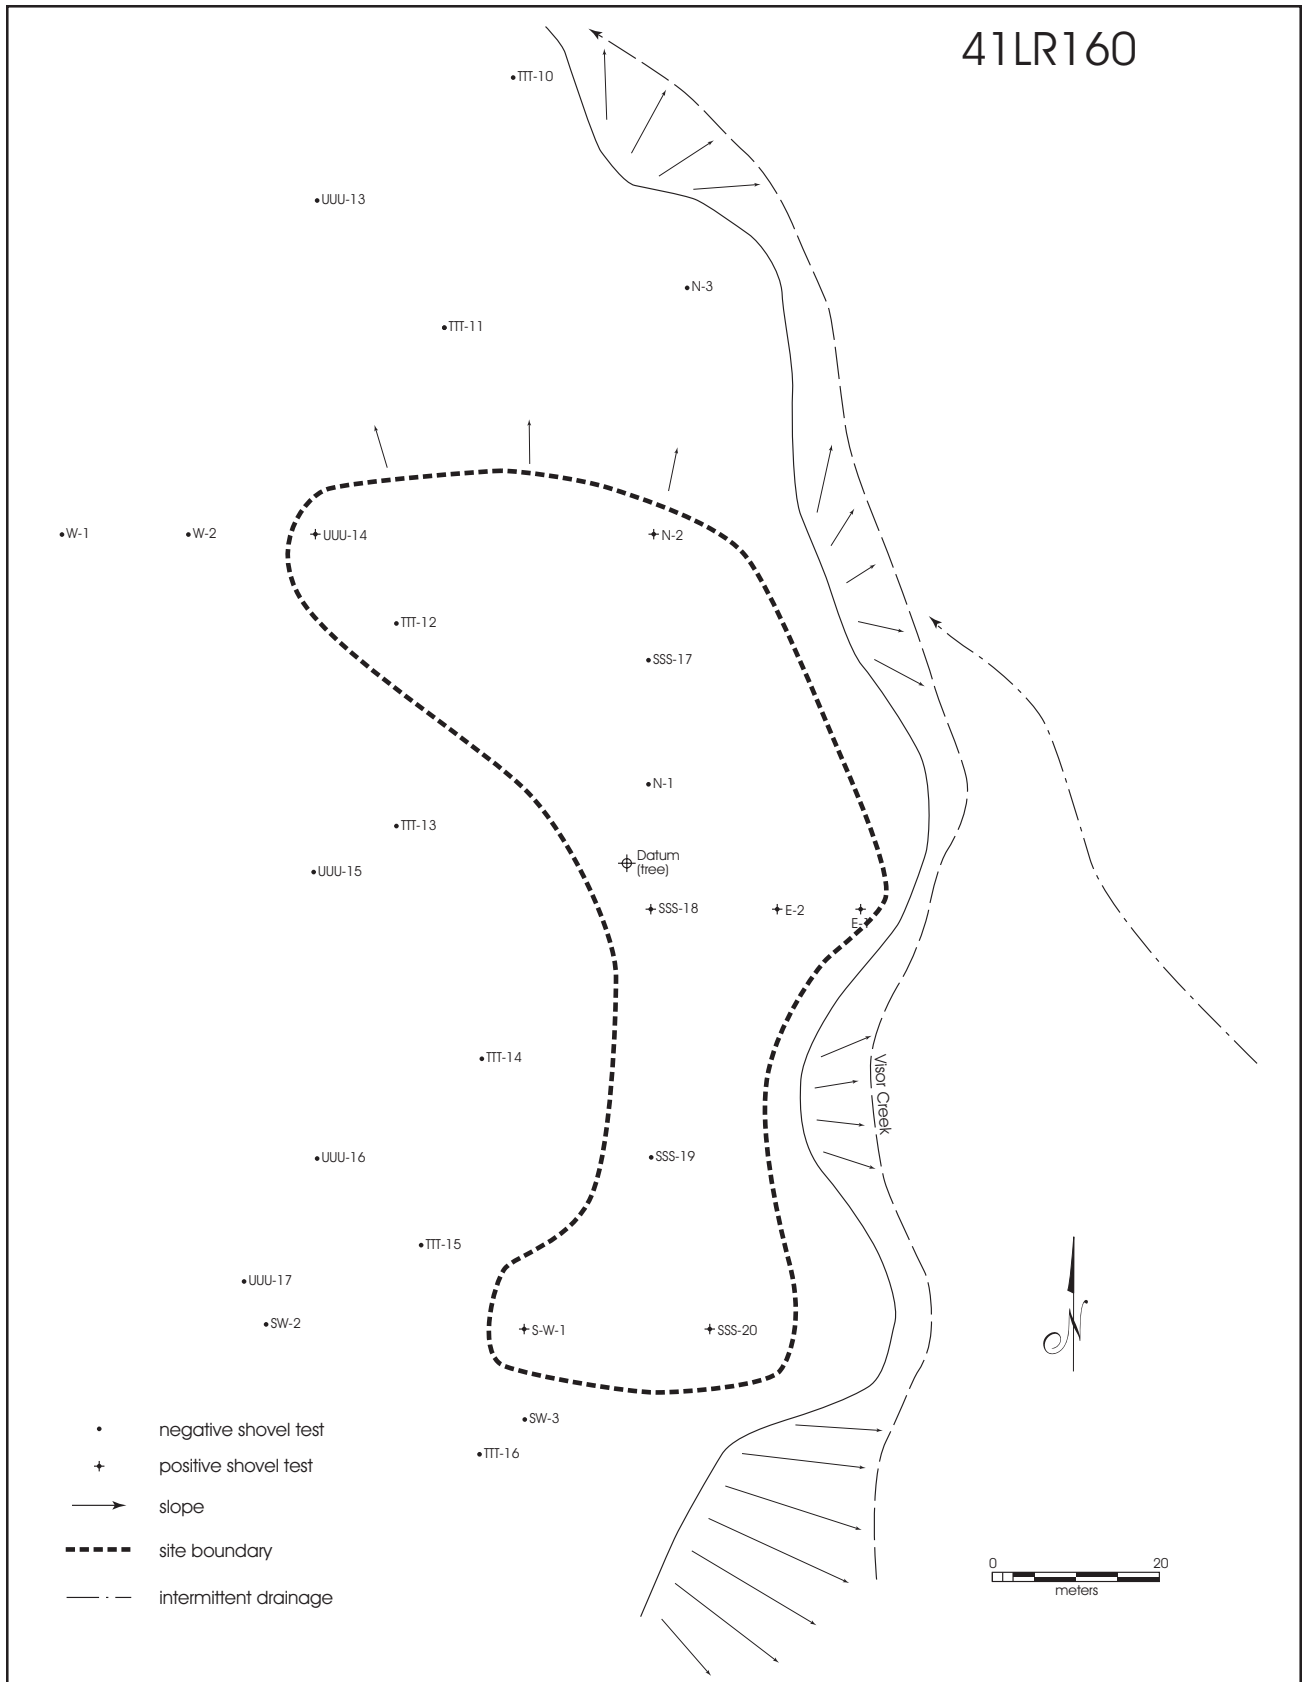 41LR160
TTT-10
UUU-13
N-3
TTT-11
W-1
W-2
UUU-14
N-2
TTT-12
SSS-17
N-1
TTT-13
Datum
(tree)
UUU-15
SSS-18
E-2
E-1
TTT-14
Visor Creek
UUU-16
SSS-19
TTT-15
UUU-17
SW-2
S-W-1
SSS-20
N
SW-3
TTT-16
negative shovel test
positive shovel test
slope
site boundary
intermittent drainage
0 20
meters